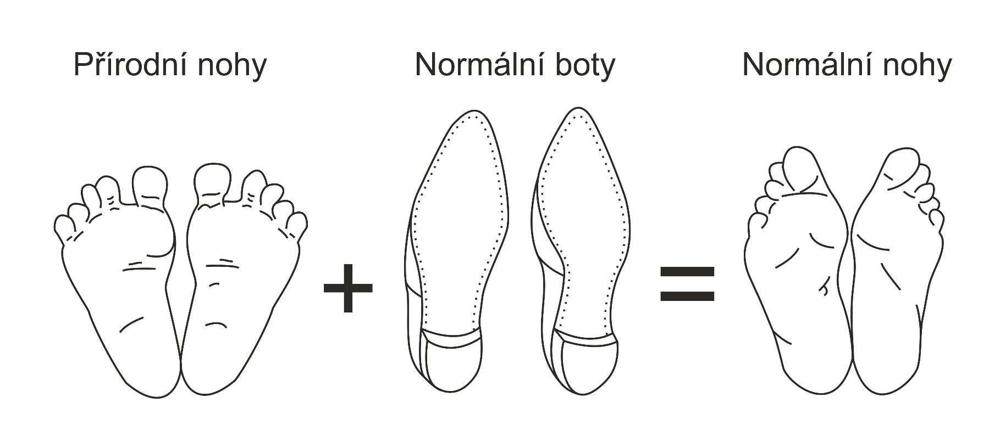 Přírodní nohy
Normální boty
Normální nohy
+
=